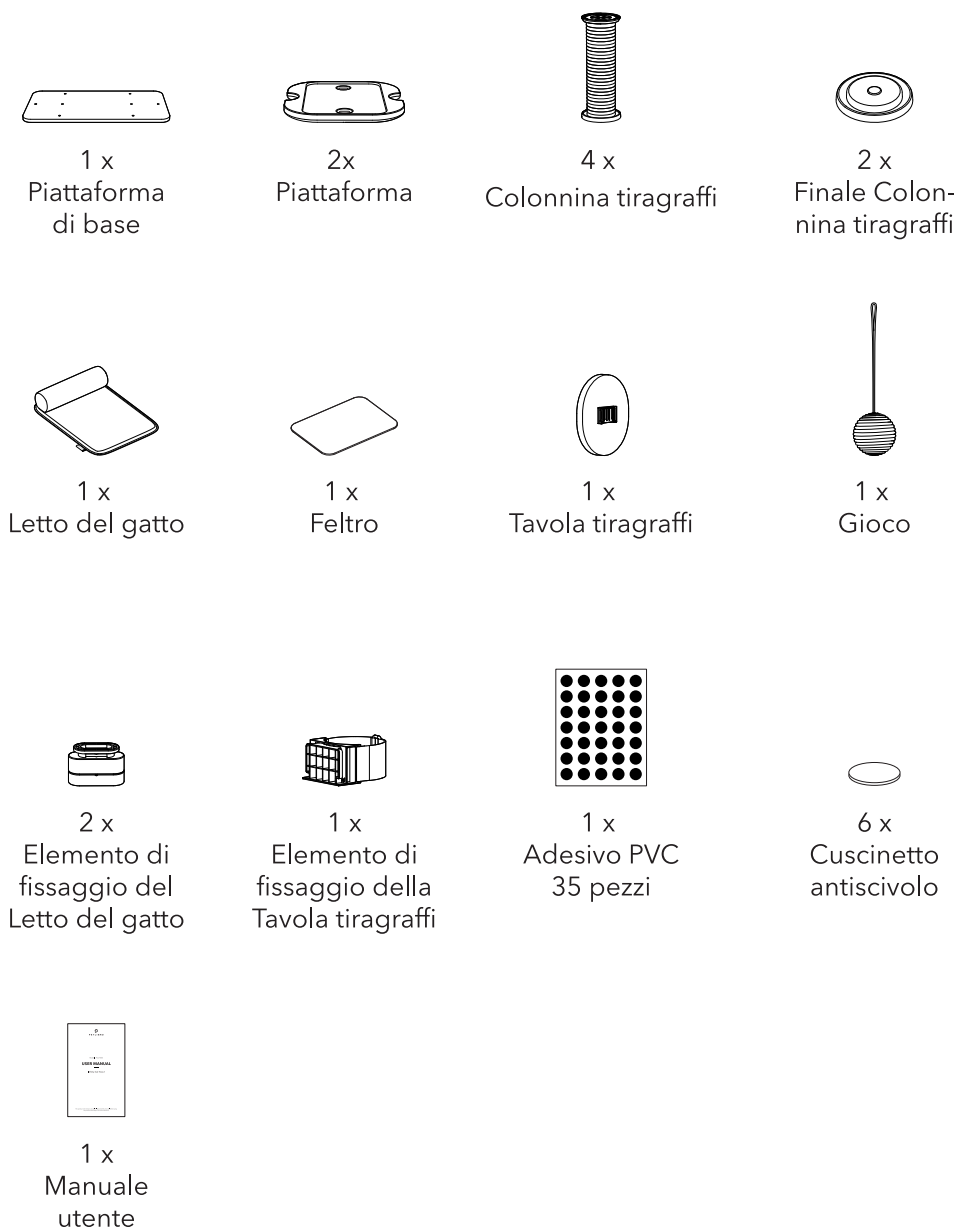 1 x
Piattaforma
di base
2x
Piattaforma
4 x
Colonnina tiragraffi
2 x
Finale Colon-
nina tiragraffi
1 x
Letto del gatto
1 x
Feltro
1 x
Tavola tiragraffi
1 x
Gioco
2 x
Elemento di
fissaggio del
Letto del gatto
1 x
Elemento di
fissaggio della
Tavola tiragraffi
1 x
Adesivo PVC
35 pezzi
6 x
Cuscinetto
antiscivolo
USER MANUAL
1 x
Manuale
utente